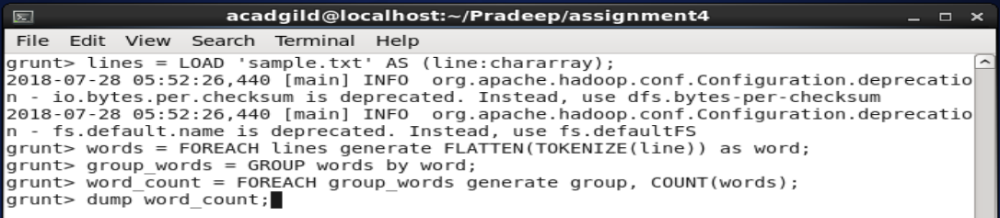 acadgild@localhost:~/Pradeep/assignment4
File Edit View Search Terminal Help
grunt> lines = LOAD 'sample.txt' AS (line:chararray);
2018-07-28 05:52:26,440 [main] INFO  org.apache.hadoop.conf.Configuration.deprecatio
n - io.bytes.per.checksum is deprecated. Instead, use dfs.bytes-per-checksum
2018-07-28 05:52:26,440 [main] INFO  org.apache.hadoop.conf.Configuration.deprecatio
n - fs.default.name is deprecated. Instead, use fs.defaultFS
grunt> words = FOREACH lines generate FLATTEN(TOKENIZE(line)) as word;
grunt> group_words = GROUP words by word;
grunt> word_count = FOREACH group_words generate group, COUNT(words);
grunt> dump word_count;